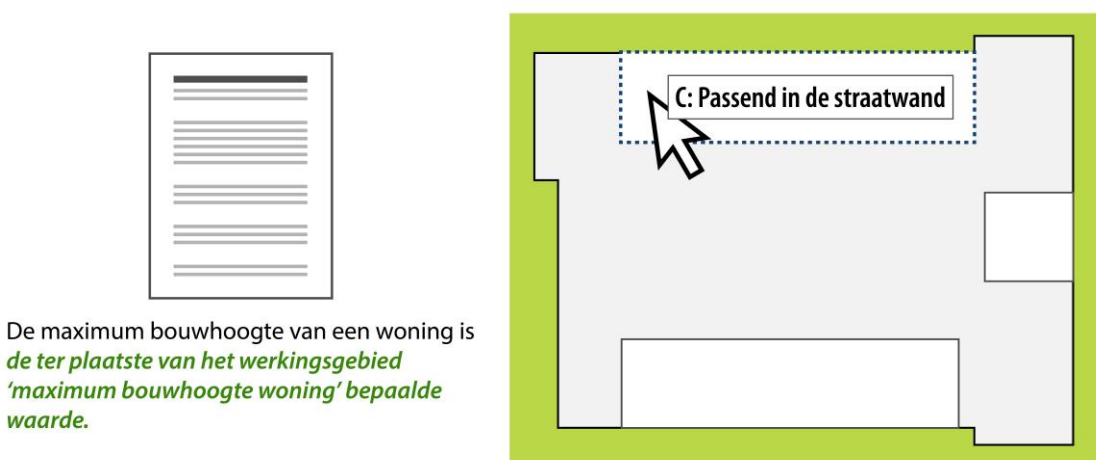 C: Passend in de straatwand
De maximum bouwhoogte van een woning is
de ter plaatste van het werkingsgebied
‘maximum bouwhoogte woning’ bepaalde
waarde.